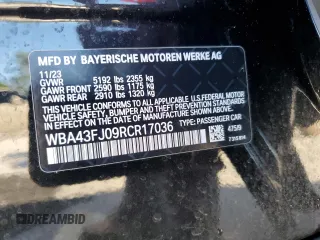 MFD BY BAYERISCHE MOTOREN WERKE AG
11/23
GVWR 5192 lbs 2355 kg
GAWR FRONT 2590 lbs 1175 kg
GAWR REAR 2910 lbs 1320 kg
THIS VEHICLE CONFORMS TO ALL APPLICABLE
FEDERAL MOTOR VEHICLE SAFETY, BUMPER,
AND THEFT PREVENTION STANDARDS IN EFFECT
ON THE DATE OF MANUFACTURE SHOWN ABOVE.
WBA43FJ09RCR17036
TYPE: PASSENGER CAR
475/9
DREAMBID